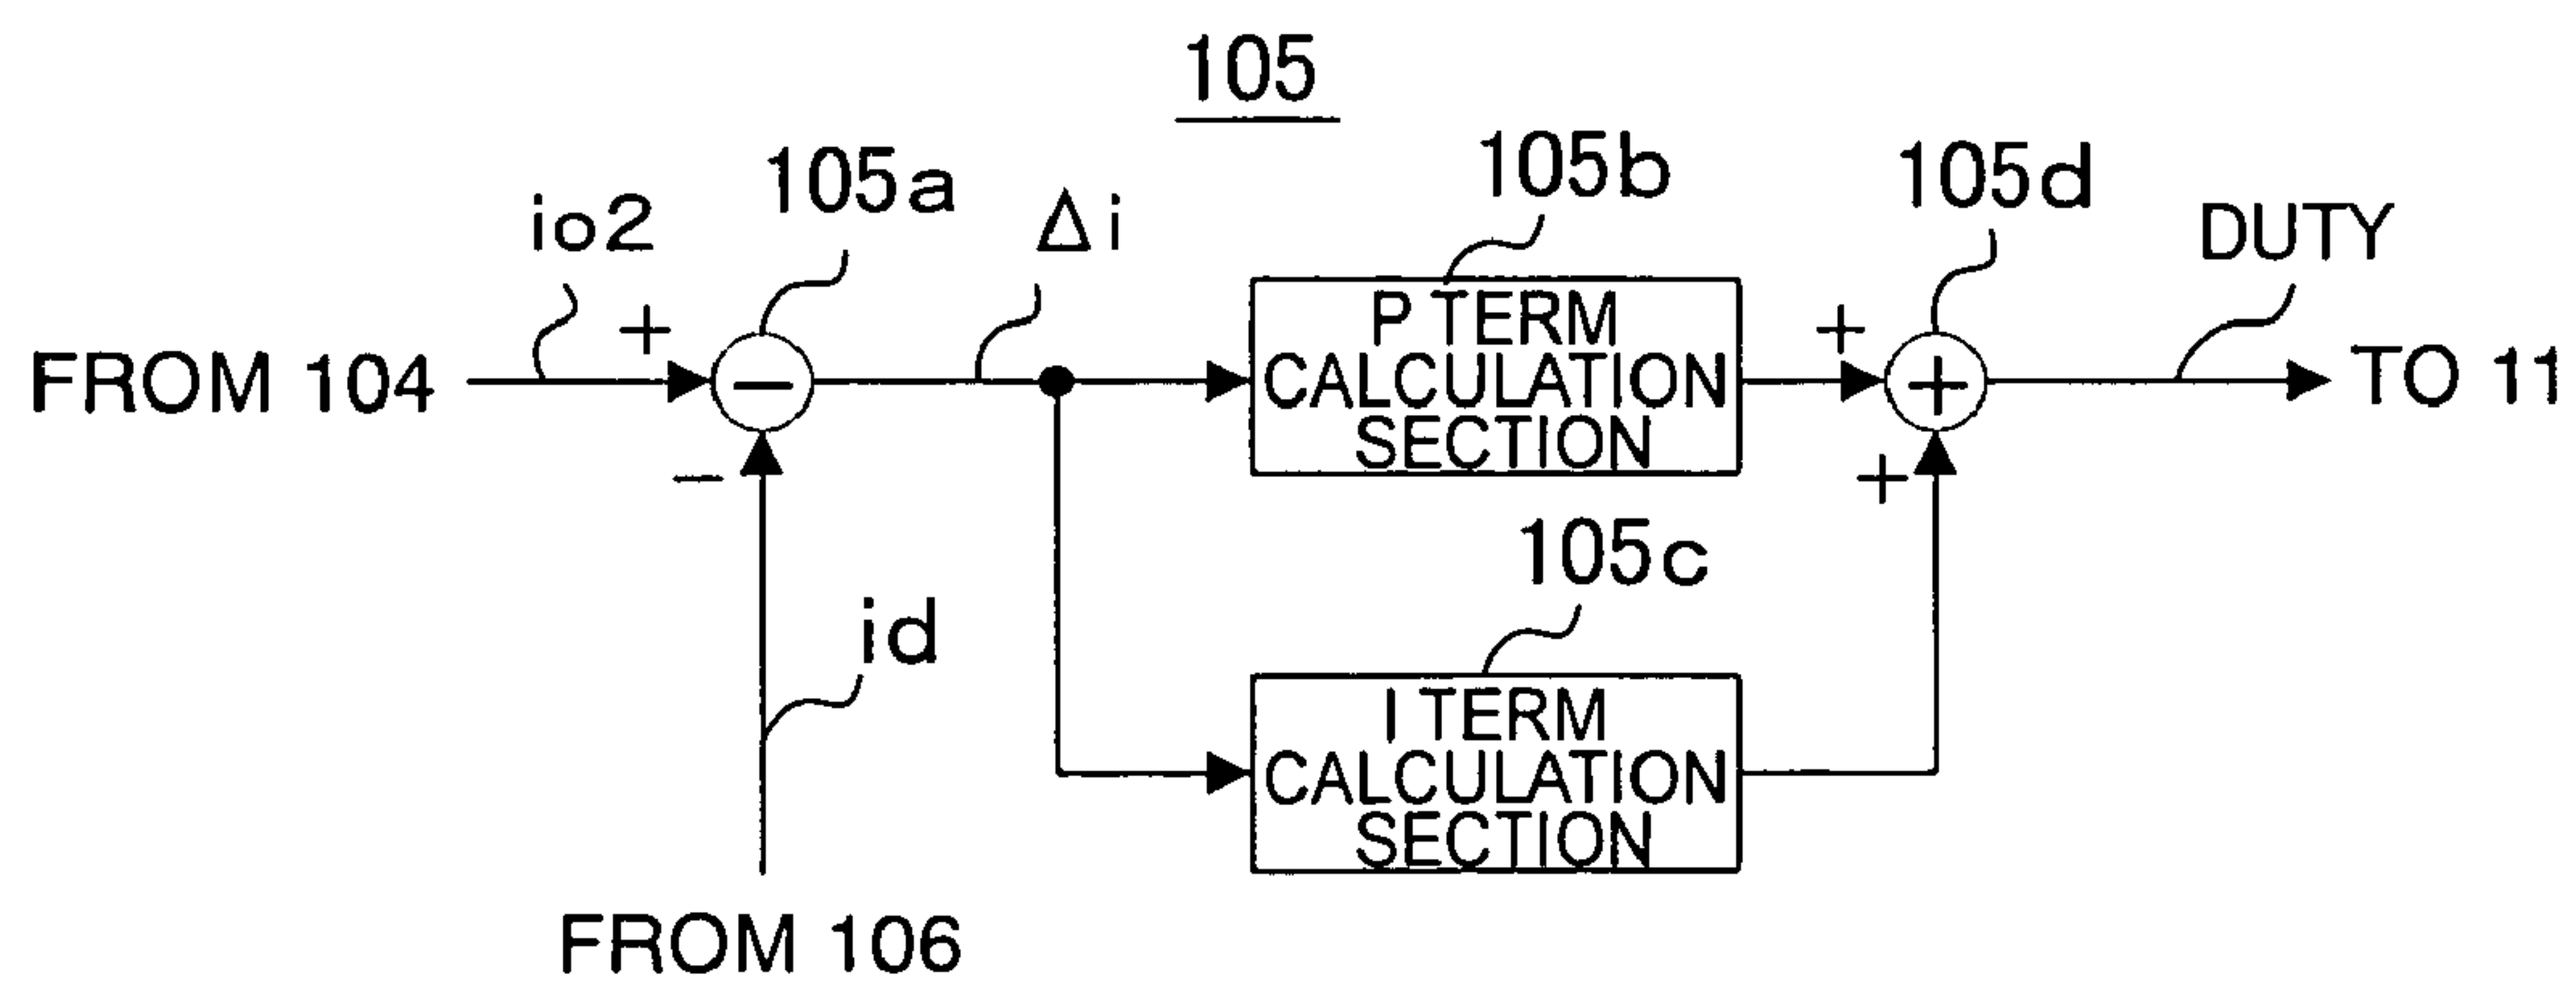 105
105a
105b
105d
io2
Δi
DUTY
+
+
FROM 104
−
P TERM
CALCULATION
SECTION
+
TO 11
−
+
105c
id
I TERM
CALCULATION
SECTION
FROM 106